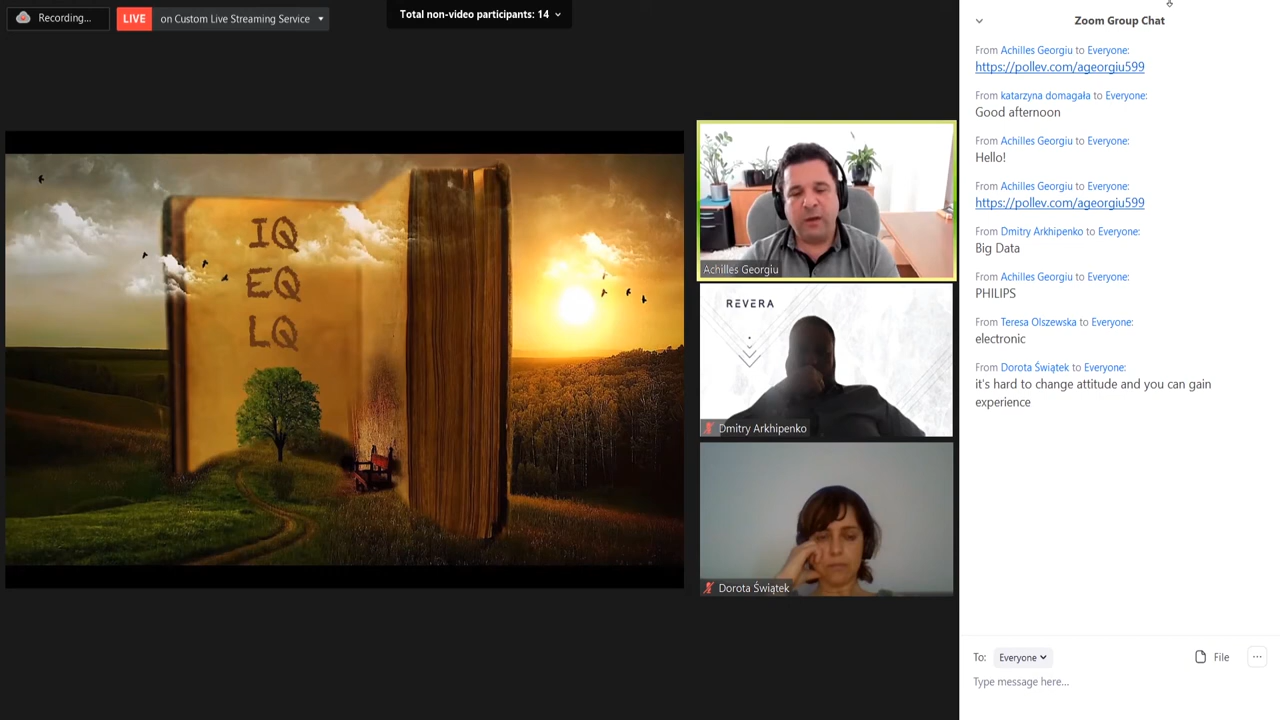 Recording...
LIVE
on Custom Live Streaming Service
Total non-video participants: 14
IQ
EQ
LQ
Achilles Georgiu
REVERA
Dmitry Arkhipenko
Dorota Świątek
Zoom Group Chat
From Achilles Georgiu to Everyone:
https://pollev.com/ageorgiu599
From katarzyna domagała to Everyone:
Good afternoon
From Achilles Georgiu to Everyone:
Hello!
From Achilles Georgiu to Everyone:
https://pollev.com/ageorgiu599
From Dmitry Arkhipenko to Everyone:
Big Data
From Achilles Georgiu to Everyone:
PHILIPS
From Teresa Olszewska to Everyone:
electronic
From Dorota Świątek to Everyone:
it's hard to change attitude and you can gain
experience
To: Everyone
File
...
Type message here...